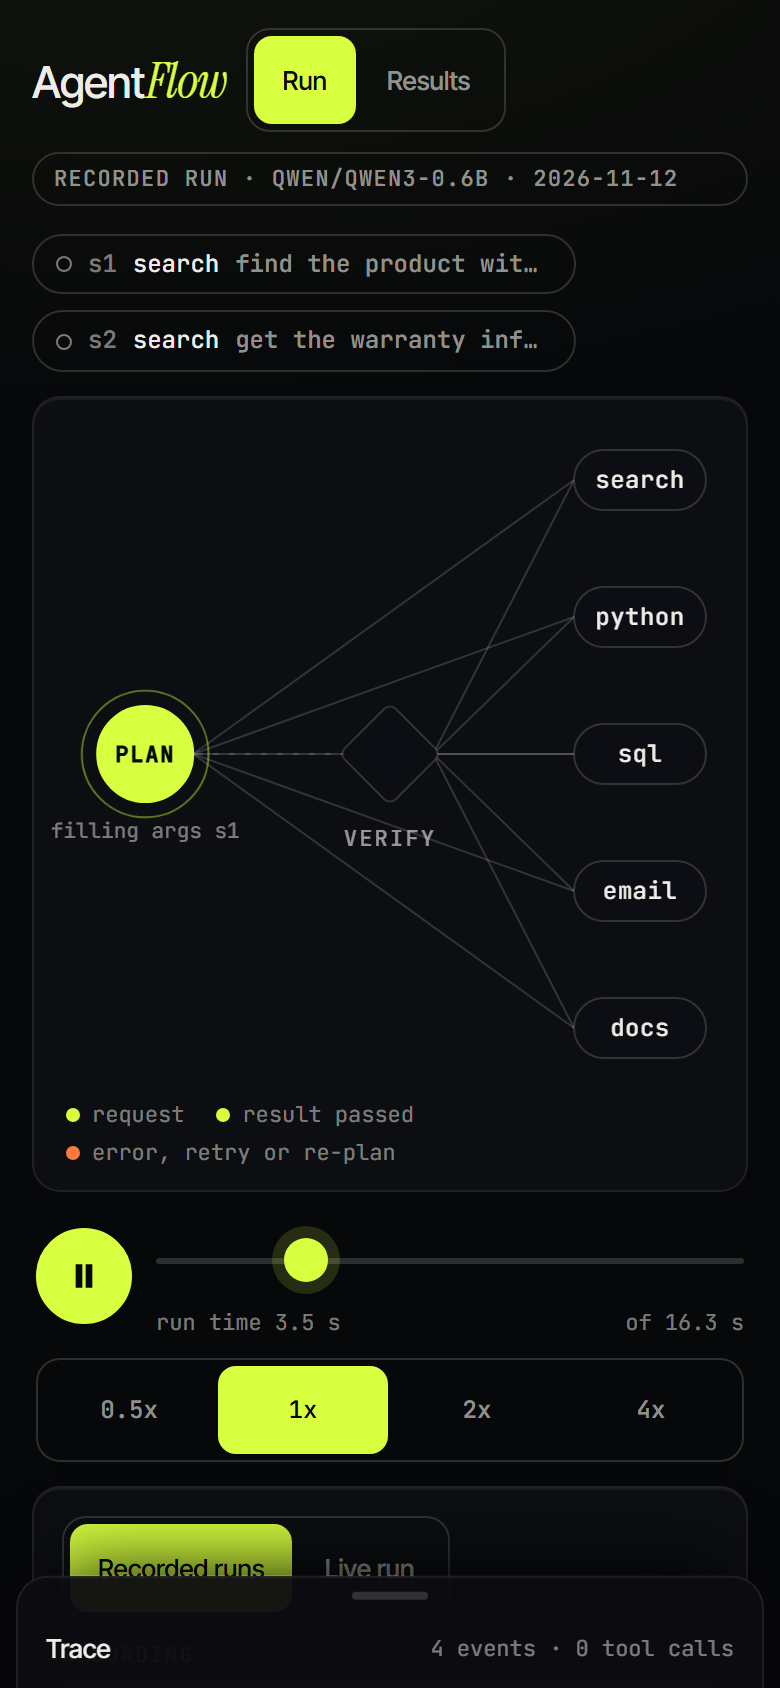 AgentFlow Run Results
RECORDED RUN · QWEN/QWEN3-0.6B · 2026-11-12
s1 search find the product wit…
s2 search get the warranty inf…
search
python
PLAN
sql
filling args s1
VERIFY
email
docs
request result passed
error, retry or re-plan
run time 3.5 s of 16.3 s
0.5x 1x 2x 4x
Recorded runs Live run
Trace 4 events · 0 tool calls